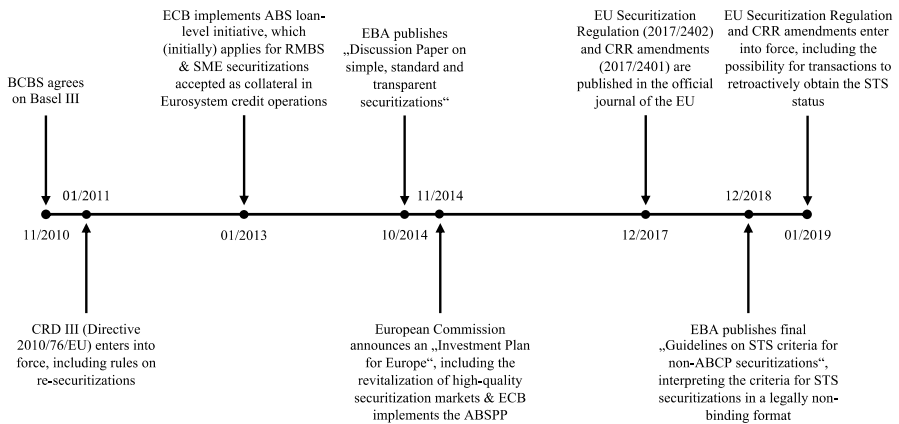 BCBS agrees
on Basel III
ECB implements ABS loan-
level initiative, which
(initially) applies for RMBS
& SME securitizations
accepted as collateral in
Eurosystem credit operations
EBA publishes
„Discussion Paper on
simple, standard and
transparent
securitizations“
EU Securitization
Regulation (2017/2402)
and CRR amendments
(2017/2401) are
published in the official
journal of the EU
EU Securitization Regulation
and CRR amendments enter
into force, including the
possibility for transactions to
retroactively obtain the STS
status
01/2011
11/2014
12/2018
11/2010
01/2013
10/2014
12/2017
01/2019
CRD III (Directive
2010/76/EU) enters into
force, including rules on
re-securitizations
European Commission
announces an „Investment Plan
for Europe“, including the
revitalization of high-quality
securitization markets & ECB
implements the ABSPP
EBA publishes final
„Guidelines on STS criteria for
non-ABCP securitizations“,
interpreting the criteria for STS
securitizations in a legally non-
binding format